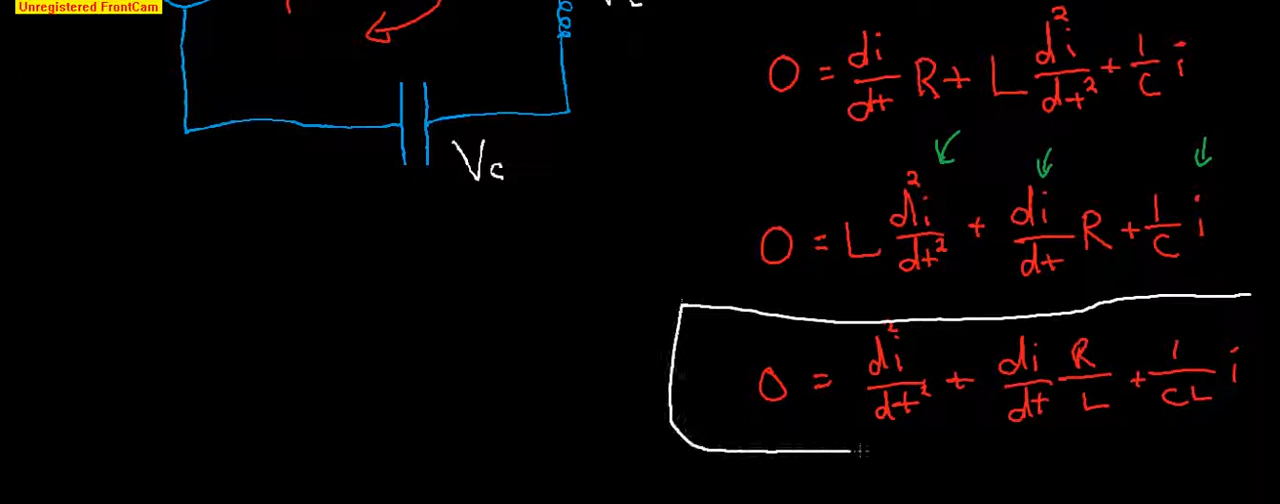 Unregistered FrontCam
0 = di/dt R + L d²i/dt² + 1/C i
Vc
0 = L d²i/dt² + di/dt R + 1/C i
0 = d²i/dt² + di/dt R/L + 1/CL i